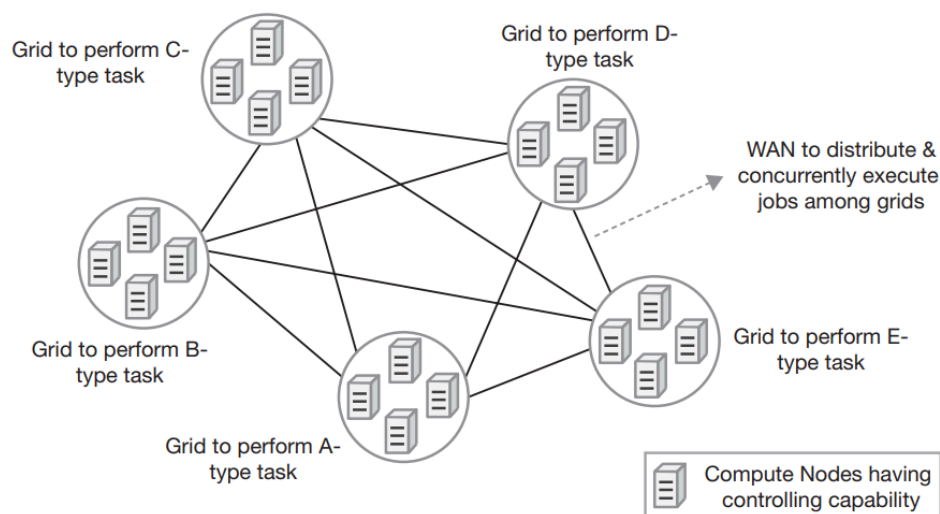 Grid to perform C-
type task
Grid to perform D-
type task
WAN to distribute &
concurrently execute
jobs among grids
Grid to perform B-
type task
Grid to perform E-
type task
Grid to perform A-
type task
Compute Nodes having
controlling capability